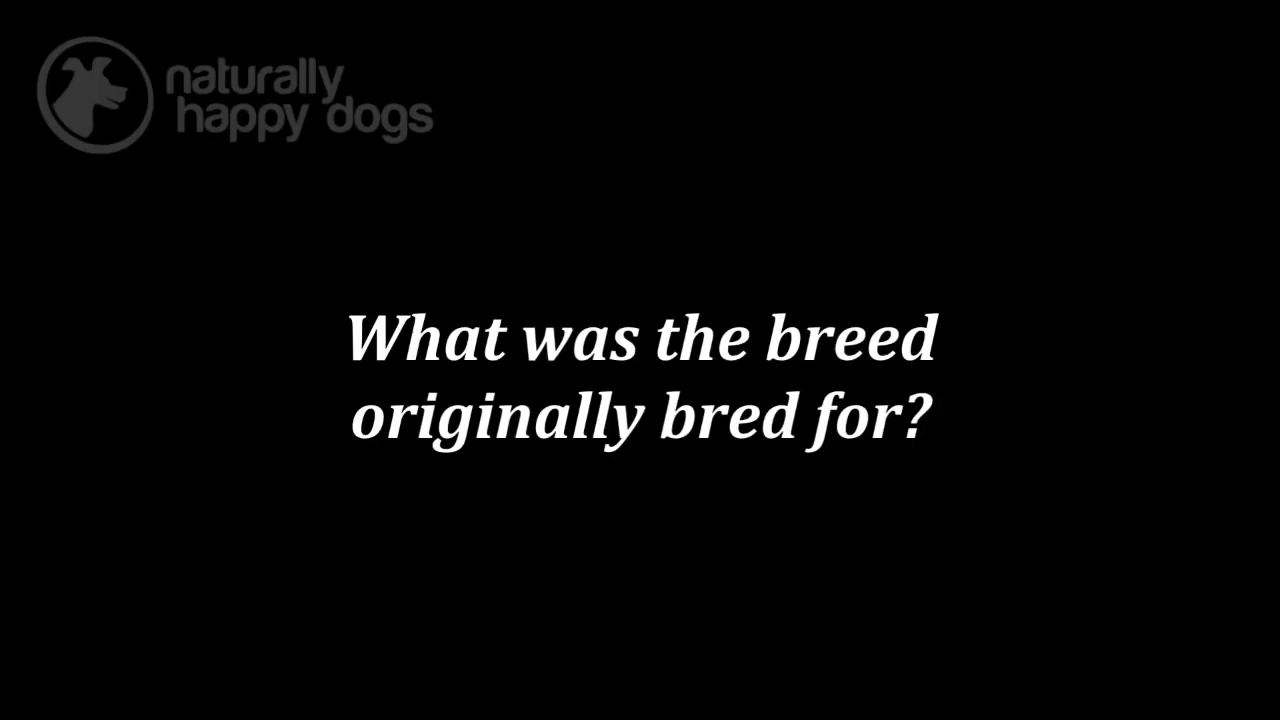 naturally
happy dogs
What was the breed
originally bred for?